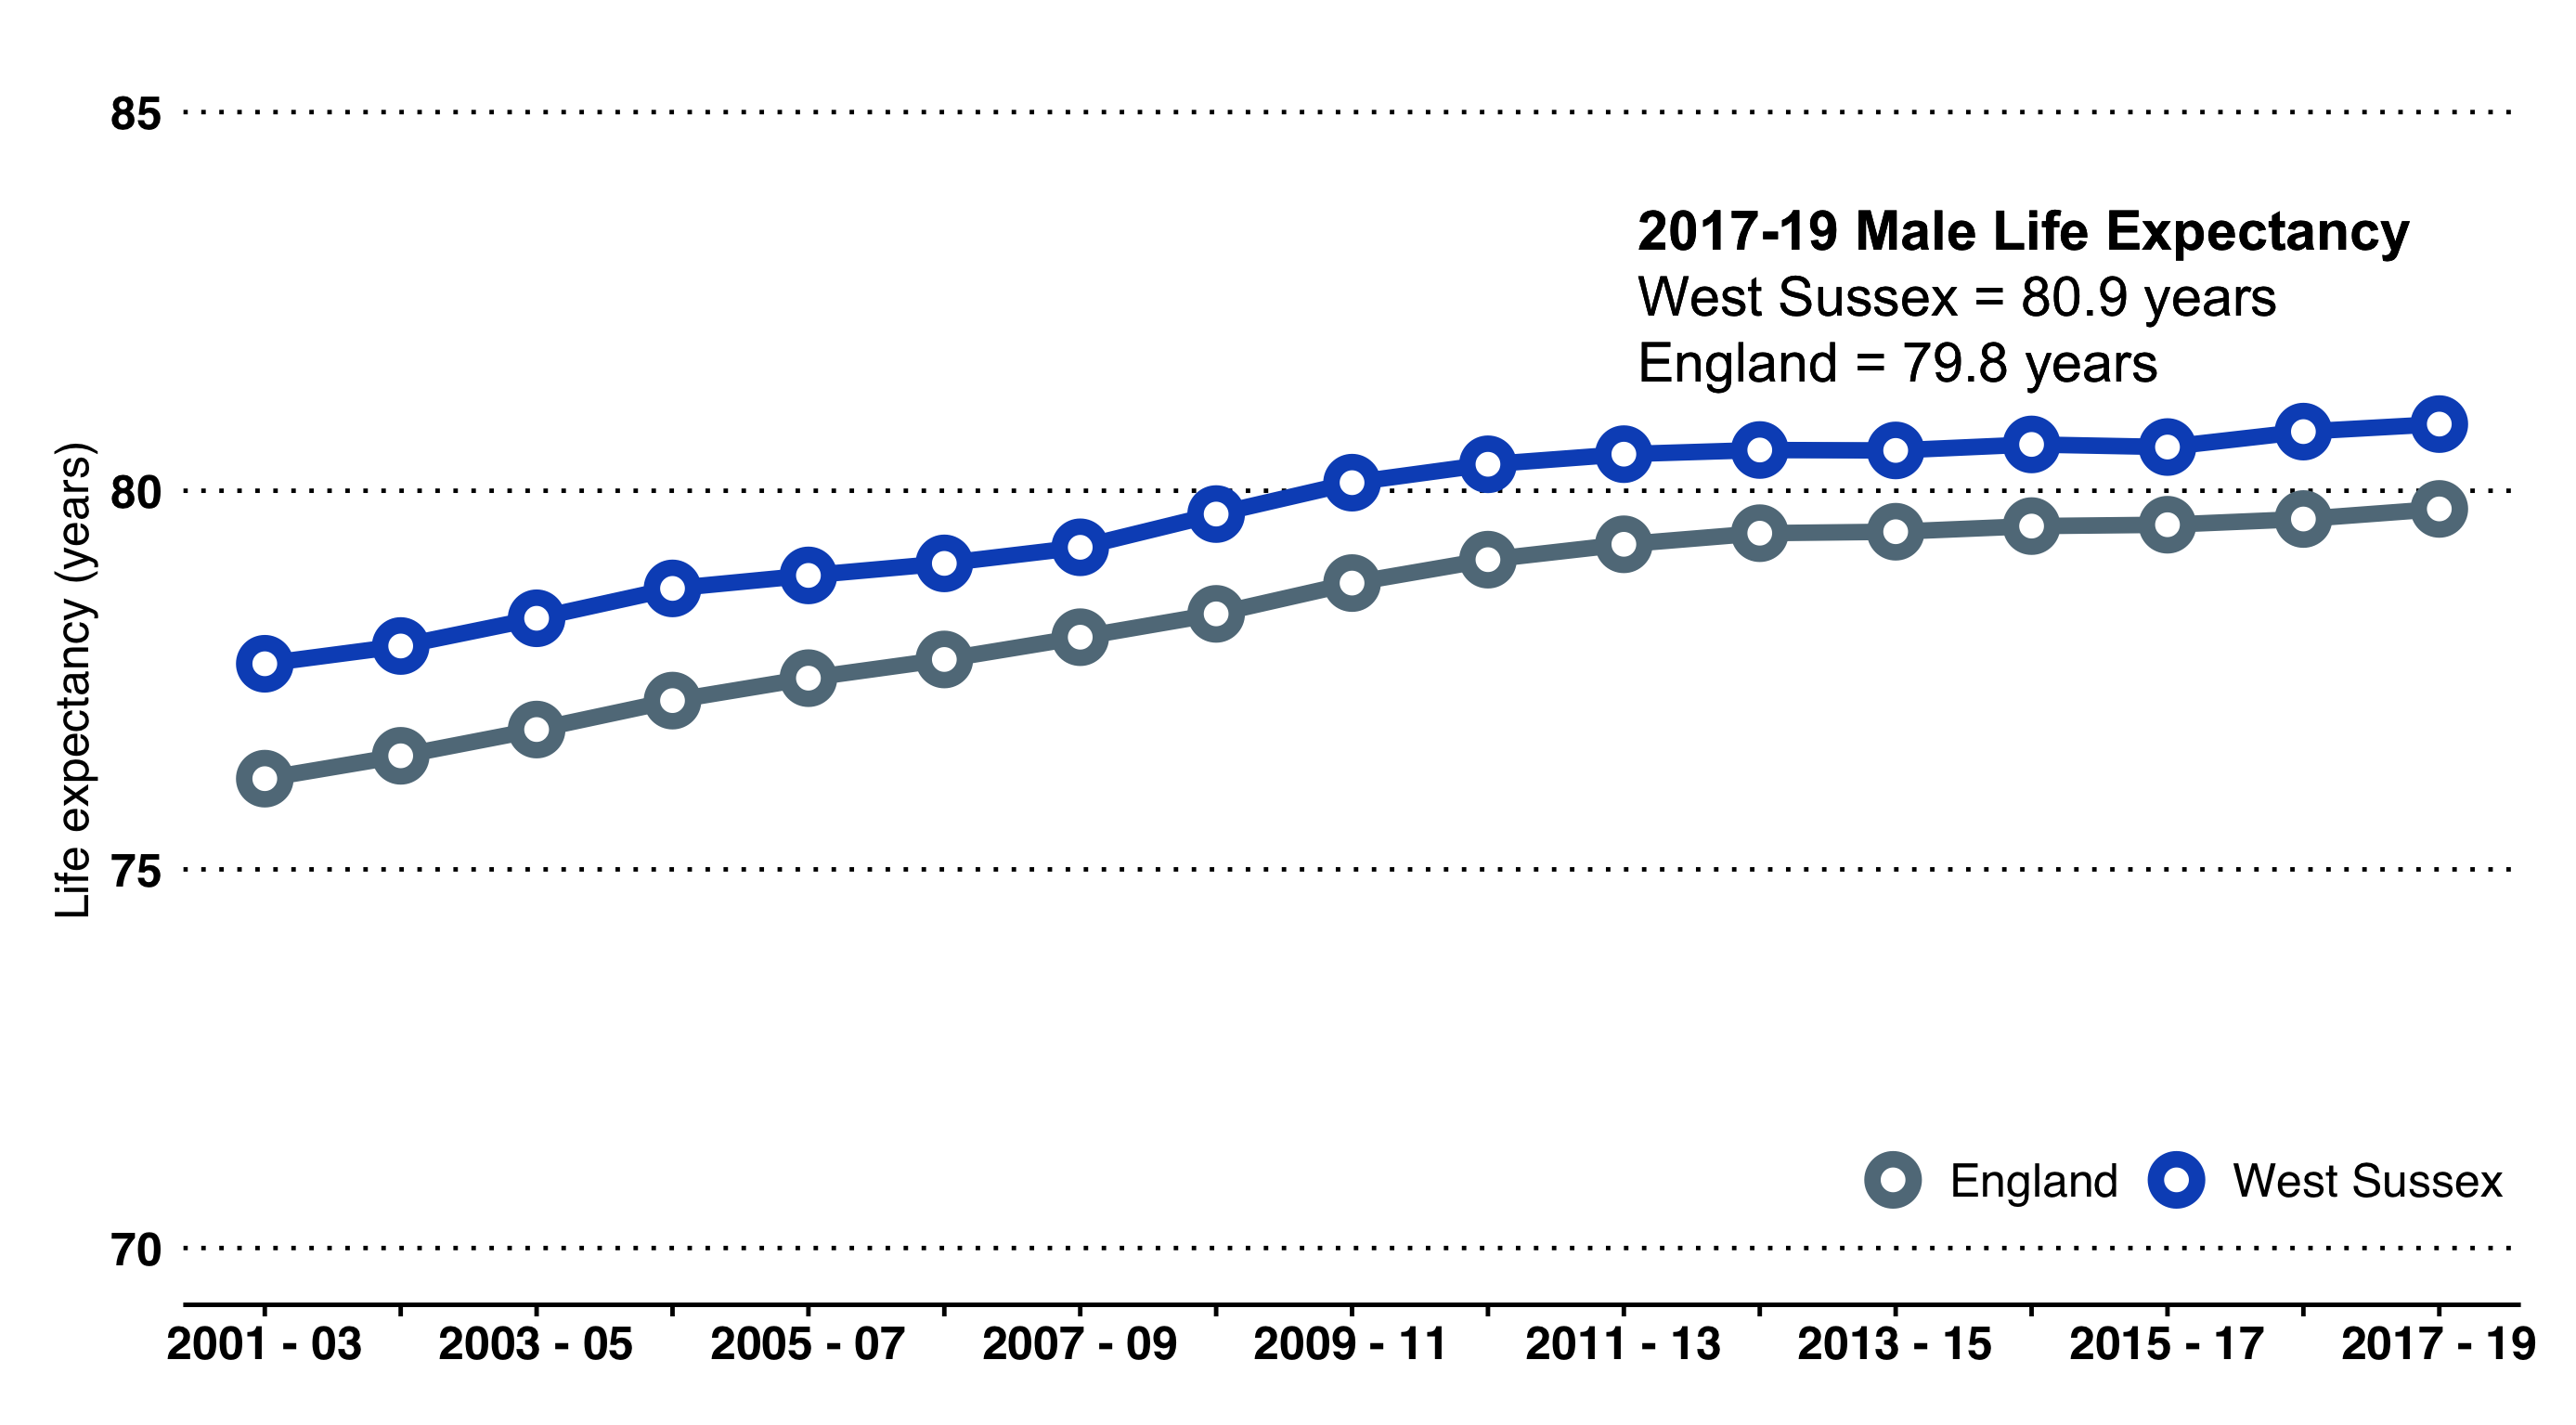 85
2017-19 Male Life Expectancy
West Sussex = 80.9 years
England = 79.8 years
Life expectancy (years)
80
75
England West Sussex
70
2001 - 03 2003 - 05 2005 - 07 2007 - 09 2009 - 11 2011 - 13 2013 - 15 2015 - 17 2017 - 19